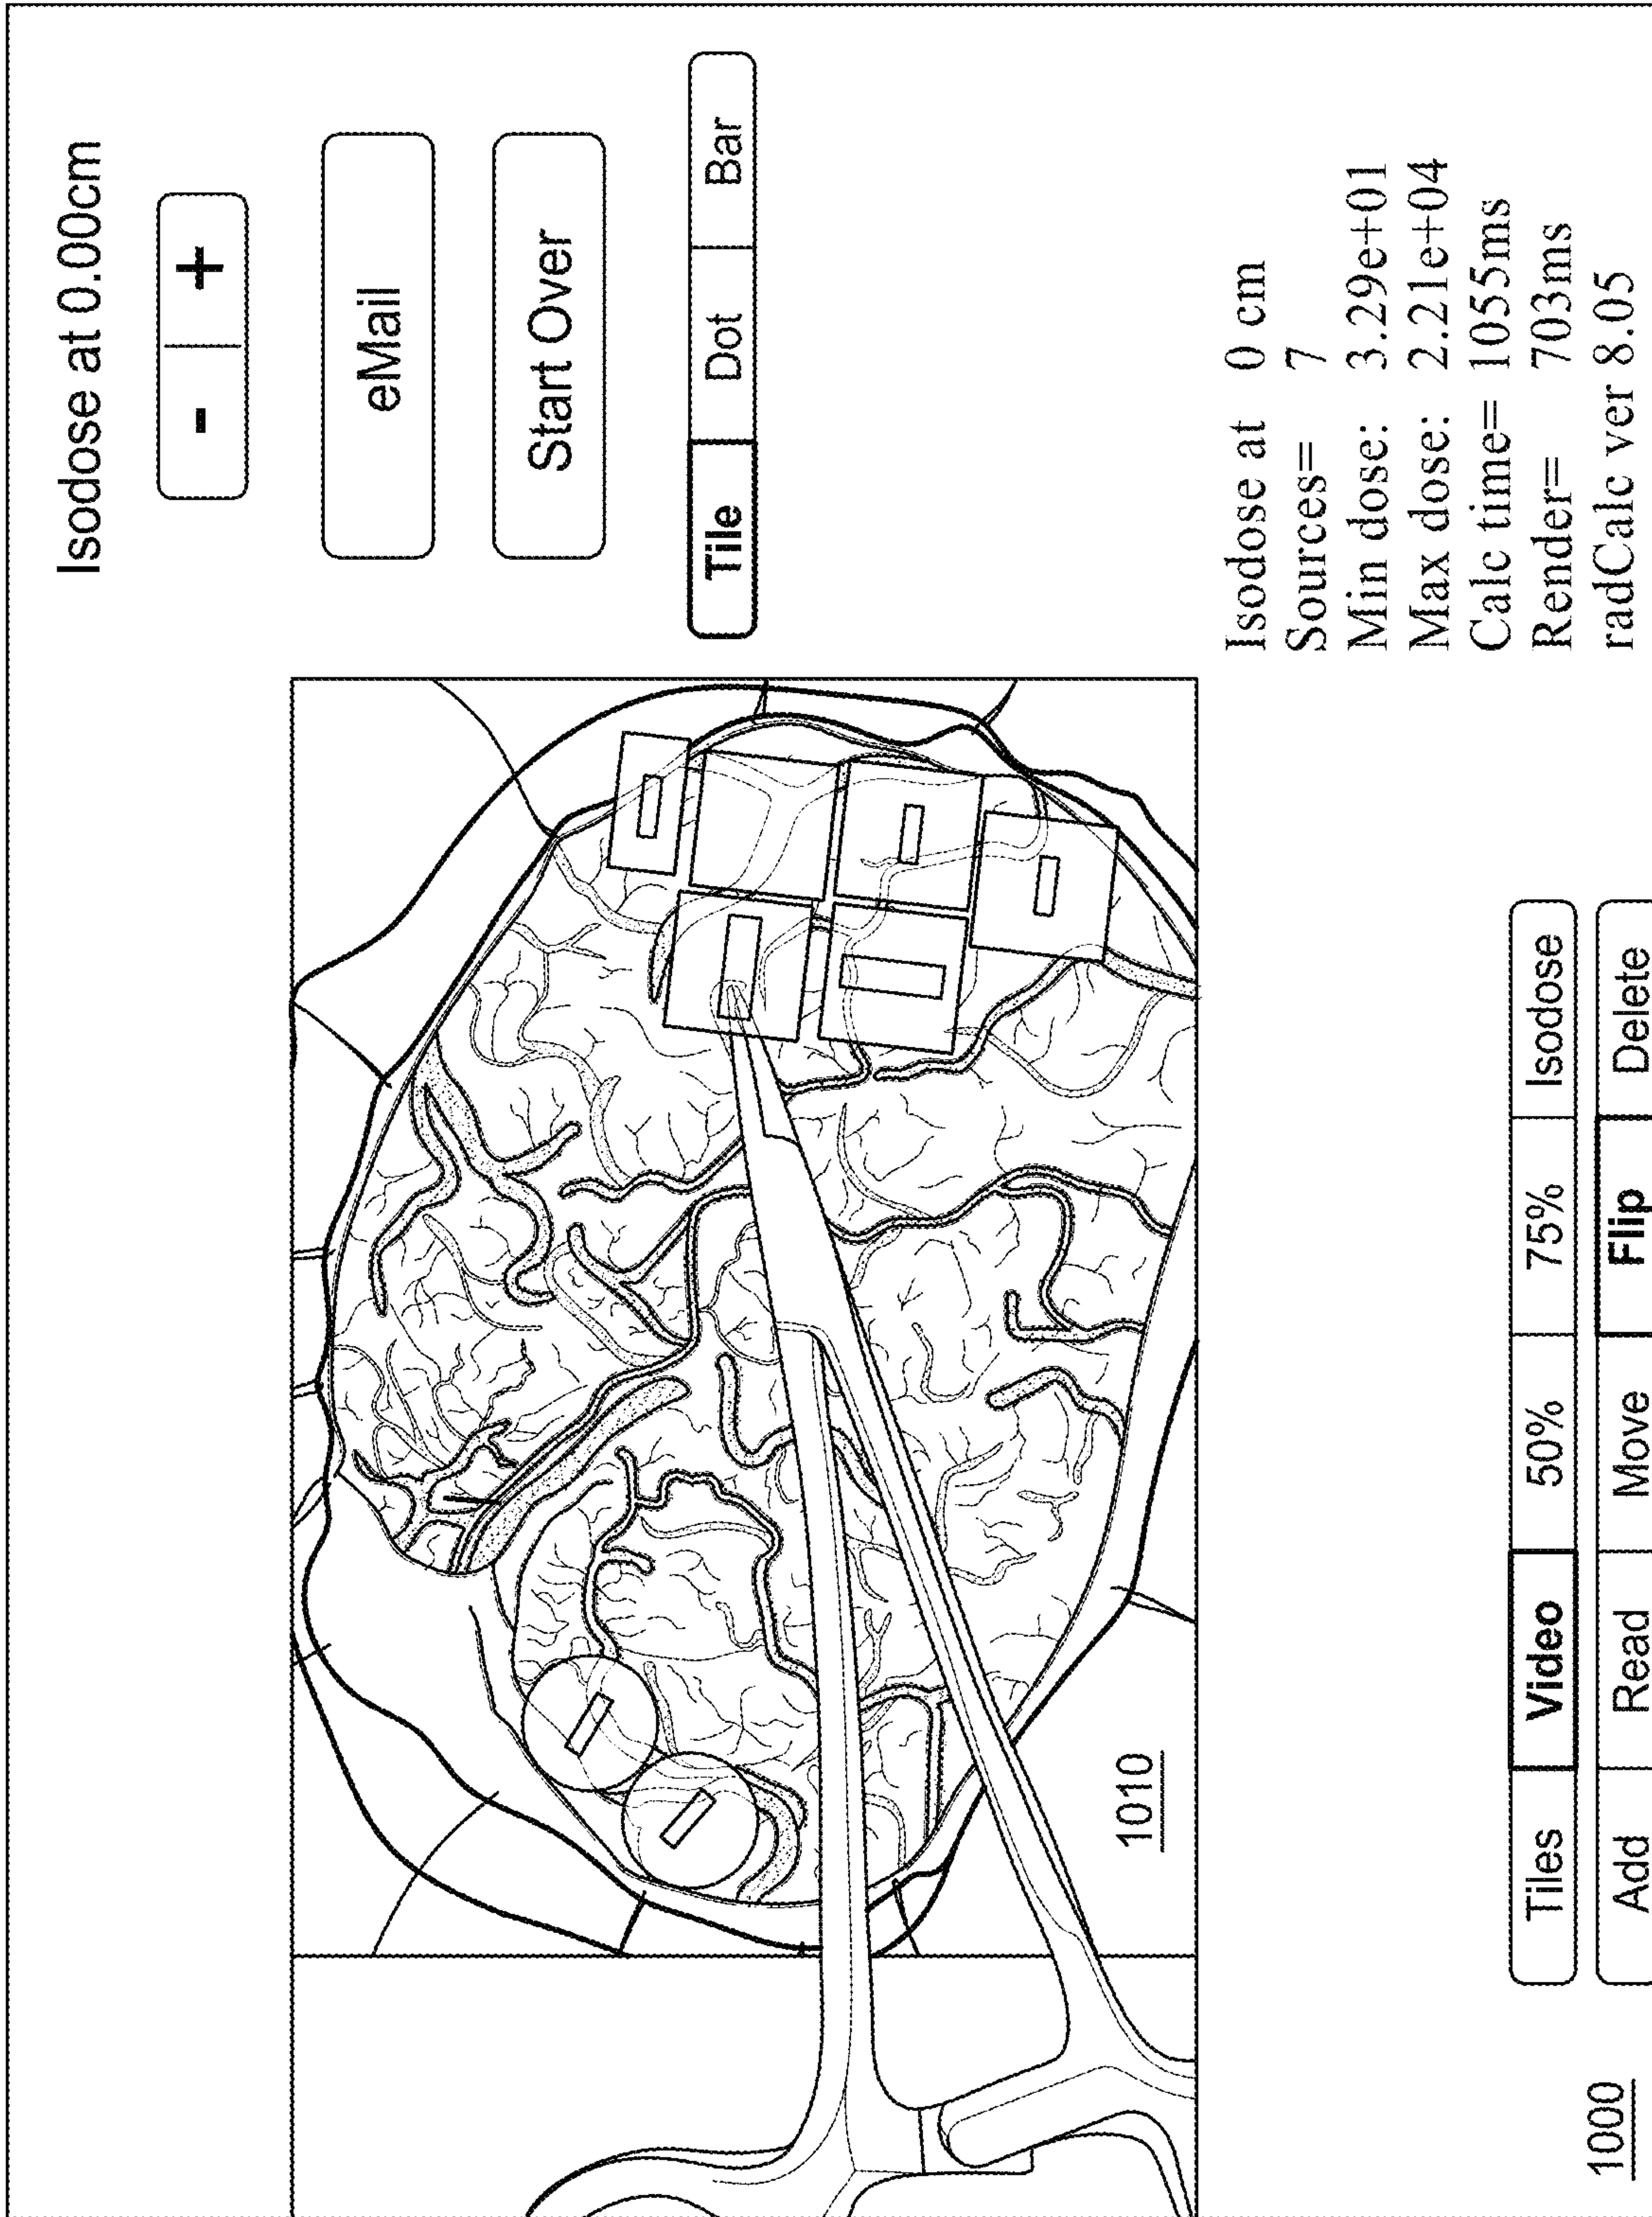 Isodose at 0.00cm
- +
eMail
Start Over
Tile Dot Bar
1010
Isodose at 0 cm
Sources= 7
Min dose: 3.29e+01
Max dose: 2.21e+04
Calc time= 1055ms
Render= 703ms
radCalc ver 8.05
Tiles Video 50% 75% Isodose
Add Read Move Flip Delete
1000